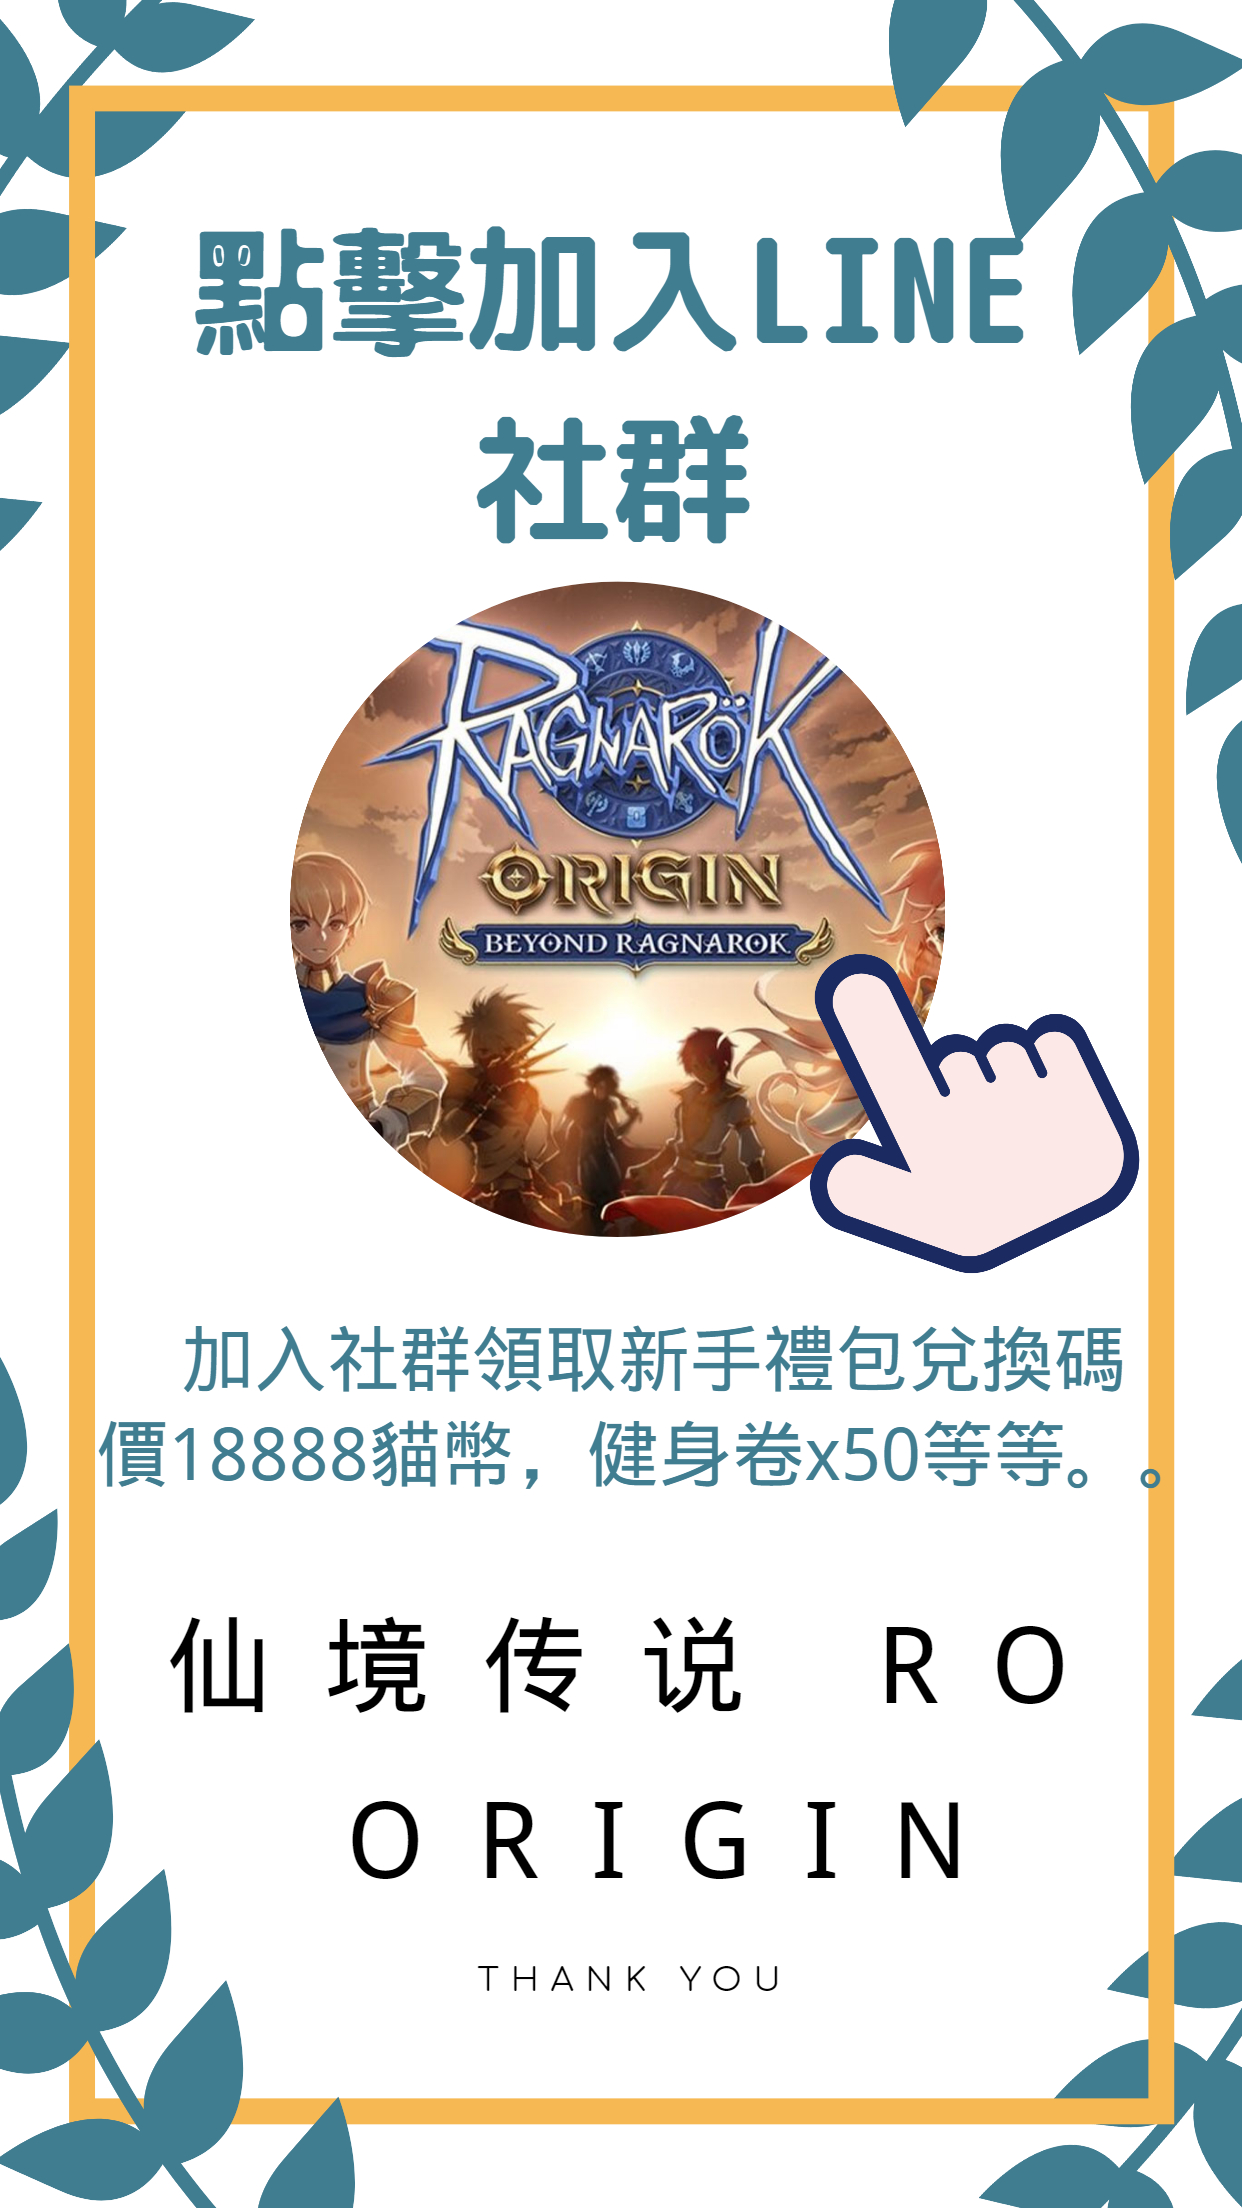 點擊加入LINE
社群
RAGNARÖK
ORIGIN
BEYOND RAGNAROK
加入社群領取新手禮包兌換碼
價18888貓幣，健身卷x50等等。。
仙境传说 RO
ORIGIN
THANK YOU